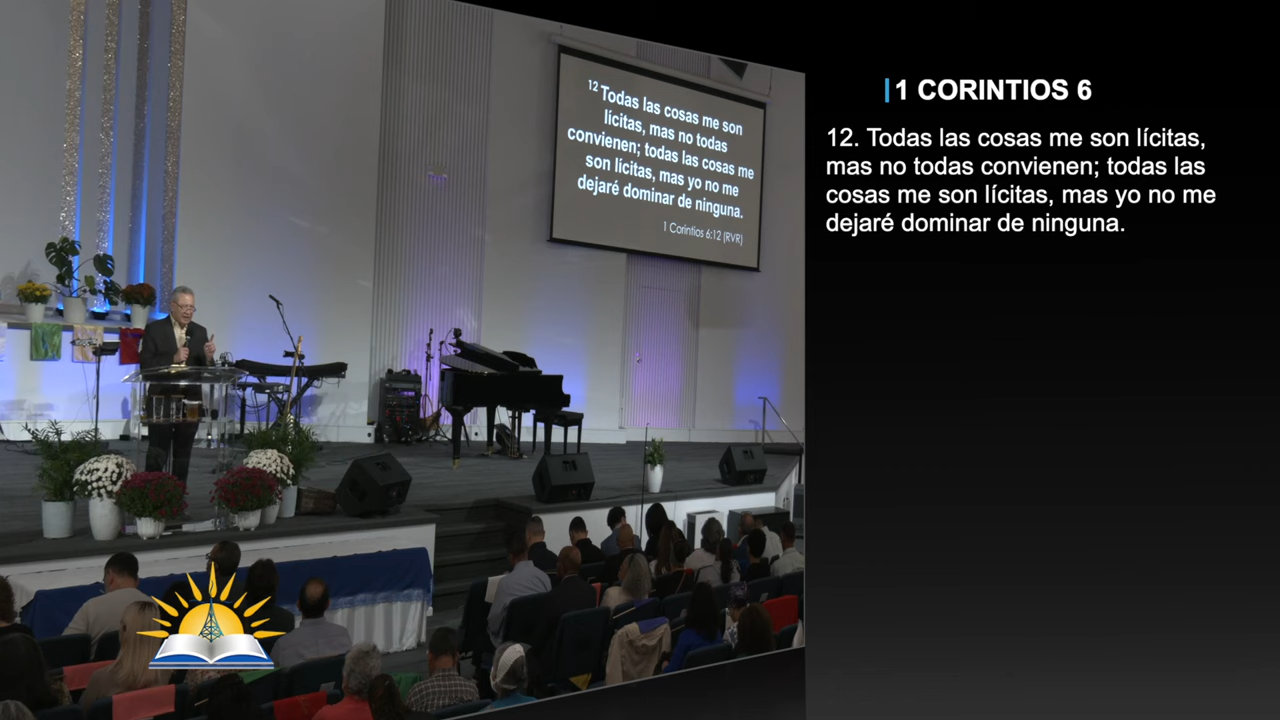 12 Todas las cosas me son
lícitas, mas no todas
convienen; todas las cosas me
son lícitas, mas yo no me
dejaré dominar de ninguna.
1 Corintios 6:12 (RVR)
1 CORINTIOS 6
12. Todas las cosas me son lícitas,
mas no todas convienen; todas las
cosas me son lícitas, mas yo no me
dejaré dominar de ninguna.